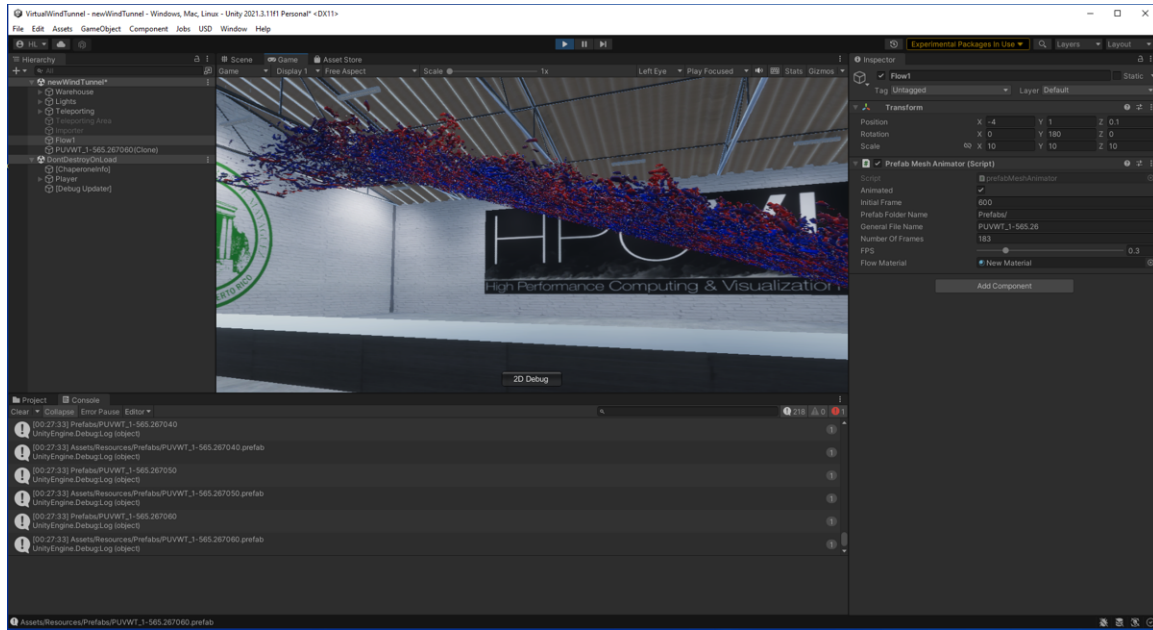 VirtualWindTunnel - newWindTunnel - Windows, Mac, Linux - Unity 2021.3.11f1 Personal* <DX11>
File Edit Assets GameObject Component Jobs USD Window Help
HL
Experimental Packages In Use
Layers
Layout
Hierarchy
All
newWindTunnel*
Warehouse
Lights
Teleporting
Teleporting Area
Importer
Flow1
PUVWT_1-565.267060(Clone)
DontDestroyOnLoad
[ChaperoneInfo]
Player
[Debug Updater]
Scene Game Asset Store
Game Display 1 Free Aspect Scale 1x Left Eye Play Focused Stats Gizmos
High Performance Computing & Visualization
2D Debug
Inspector
Flow1 Static
Tag Untagged Layer Default
Transform
Position X -4 Y 1 Z 0.1
Rotation X 0 Y 180 Z 0
Scale X 10 Y 10 Z 10
Prefab Mesh Animator (Script)
Script prefabMeshAnimator
Animated
Initial Frame 600
Prefab Folder Name Prefabs/
General File Name PUVWT_1-565.26
Number Of Frames 183
FPS 0.3
Flow Material New Material
Add Component
Project Console
Clear Collapse Error Pause Editor 218 0 1
[00:27:33] Prefabs/PUVWT_1-565.267040
UnityEngine.Debug:Log (object)
1
[00:27:33] Assets/Resources/Prefabs/PUVWT_1-565.267040.prefab
UnityEngine.Debug:Log (object)
1
[00:27:33] Prefabs/PUVWT_1-565.267050
UnityEngine.Debug:Log (object)
1
[00:27:33] Assets/Resources/Prefabs/PUVWT_1-565.267050.prefab
UnityEngine.Debug:Log (object)
1
[00:27:33] Prefabs/PUVWT_1-565.267060
UnityEngine.Debug:Log (object)
1
[00:27:33] Assets/Resources/Prefabs/PUVWT_1-565.267060.prefab
UnityEngine.Debug:Log (object)
1
Assets/Resources/Prefabs/PUVWT_1-565.267060.prefab